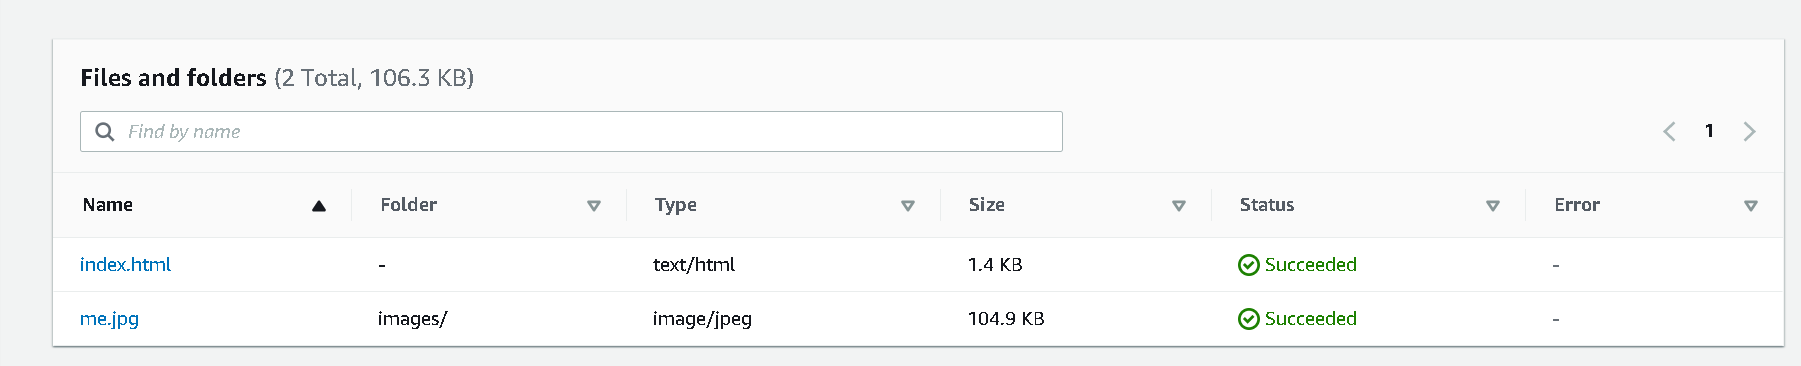 Files and folders (2 Total, 106.3 KB)
Find by name
1
Name Folder Type Size Status Error
index.html - text/html 1.4 KB Succeeded -
me.jpg images/ image/jpeg 104.9 KB Succeeded -